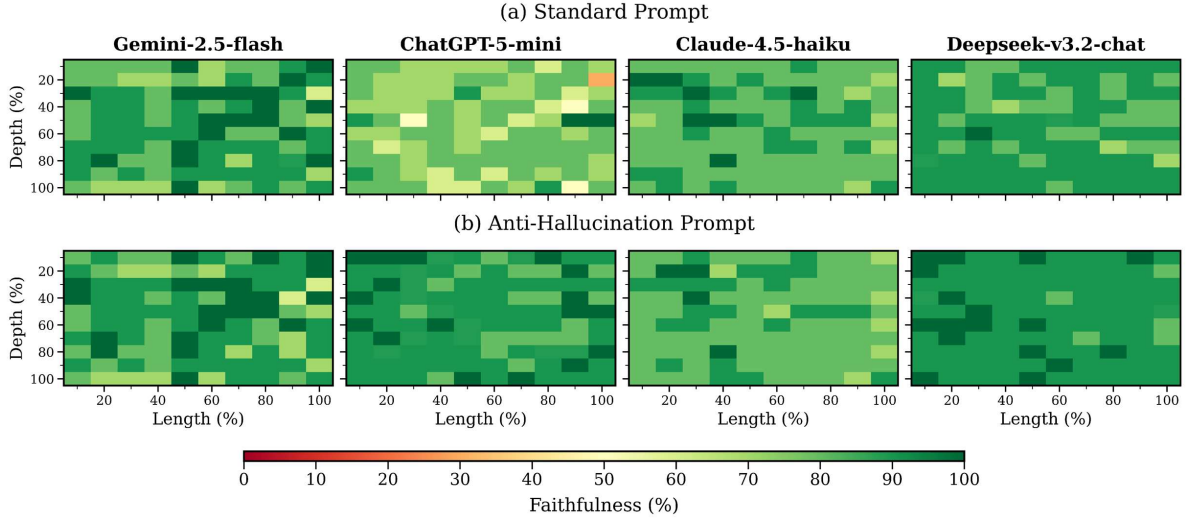 (a) Standard Prompt
Gemini-2.5-flash ChatGPT-5-mini Claude-4.5-haiku Deepseek-v3.2-chat
Depth (%)
20
40
60
80
100
(b) Anti-Hallucination Prompt
Depth (%)
20
40
60
80
100
20 40 60 80 100 20 40 60 80 100 20 40 60 80 100 20 40 60 80 100
Length (%) Length (%) Length (%) Length (%)
0 10 20 30 40 50 60 70 80 90 100
Faithfulness (%)